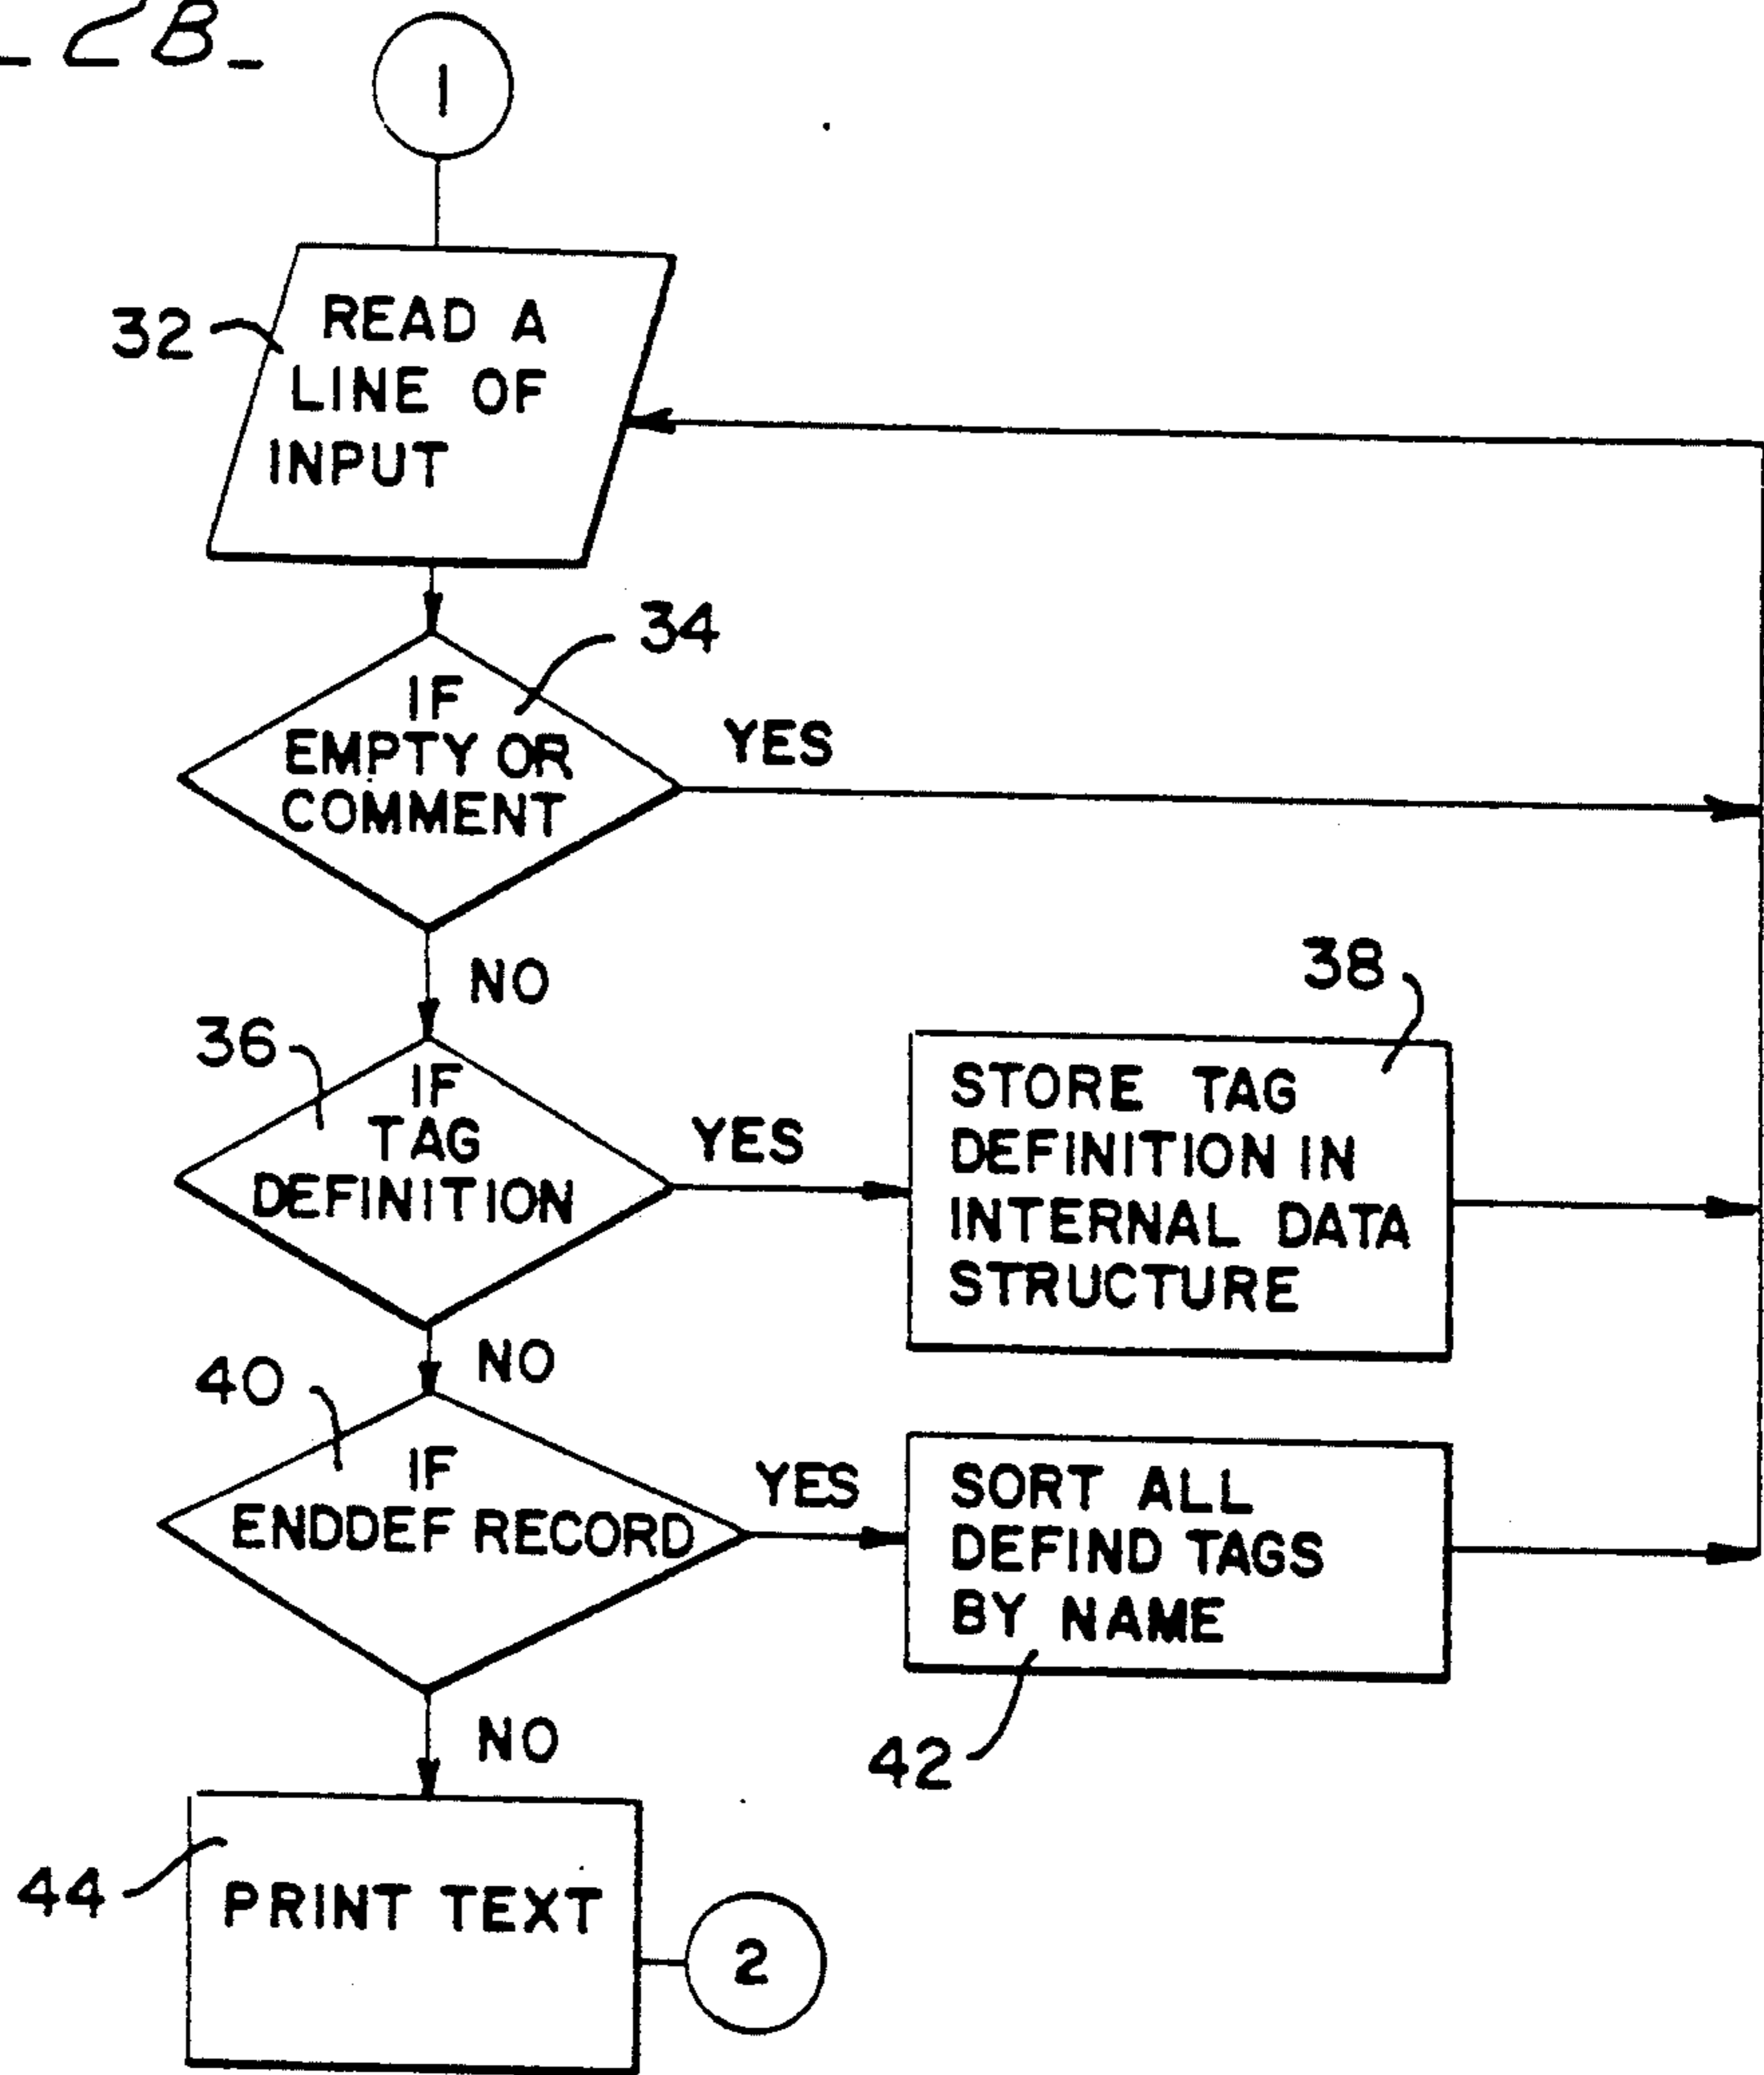 2B
1
32
READ A
LINE OF
INPUT
34
IF
EMPTY OR
COMMENT
YES
NO
36
IF
TAG
DEFINITION
YES
38
STORE TAG
DEFINITION IN
INTERNAL DATA
STRUCTURE
NO
40
IF
ENDDEF RECORD
YES
SORT ALL
DEFIND TAGS
BY NAME
42
NO
44
PRINT TEXT
2